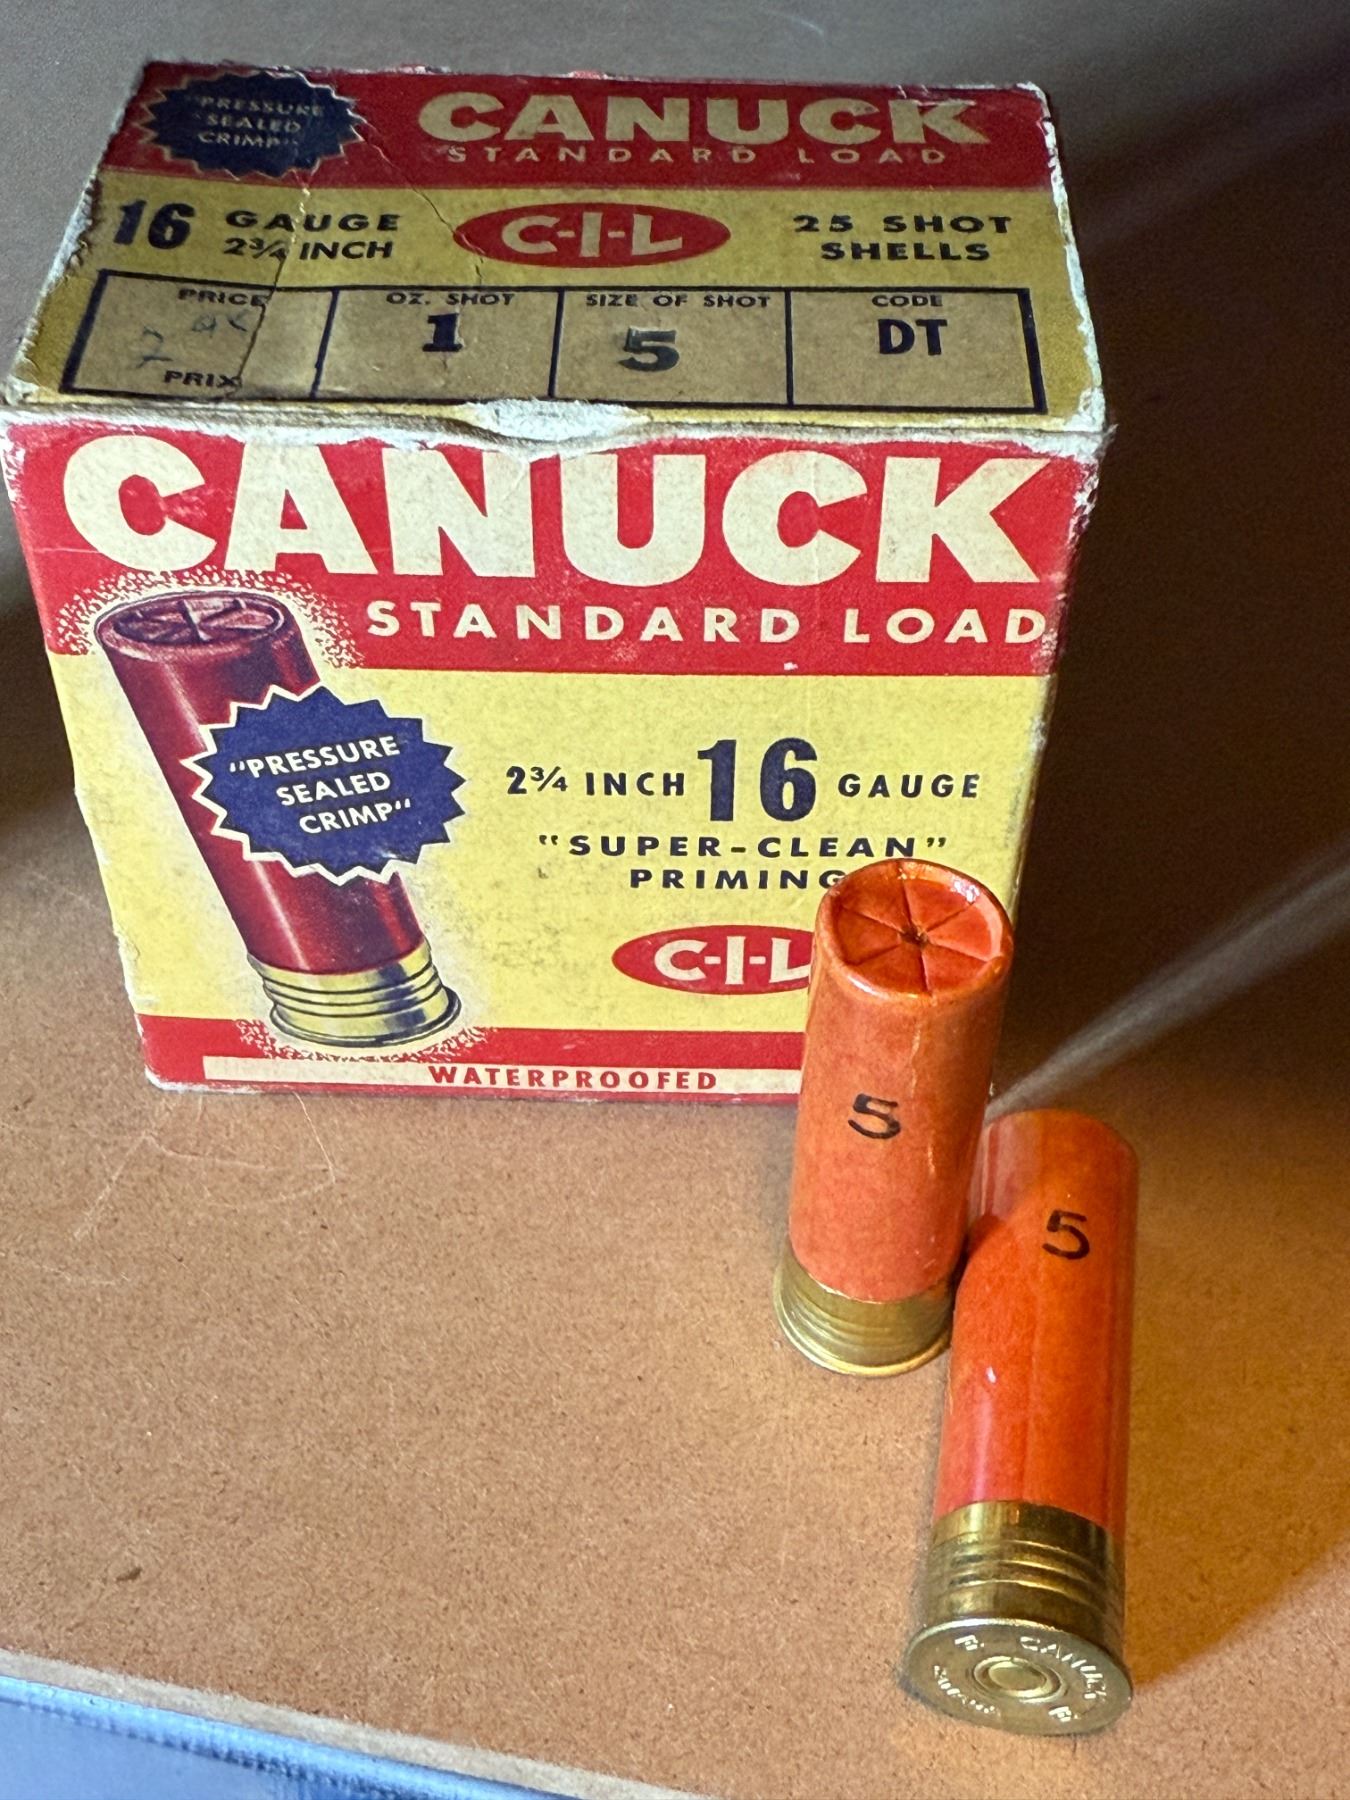 "PRESSURE
SEALED
CRIMP"
CANUCK
STANDARD LOAD
16 GAUGE
2¾ INCH
C-I-L
25 SHOT
SHELLS
PRICE
PRIX
OZ. SHOT
1
SIZE OF SHOT
5
CODE
DT
CANUCK
STANDARD LOAD
"PRESSURE
SEALED
CRIMP"
2¾ INCH 16 GAUGE
"SUPER-CLEAN"
PRIMING
C-I-L
WATERPROOFED
5
5
CANUCK
16